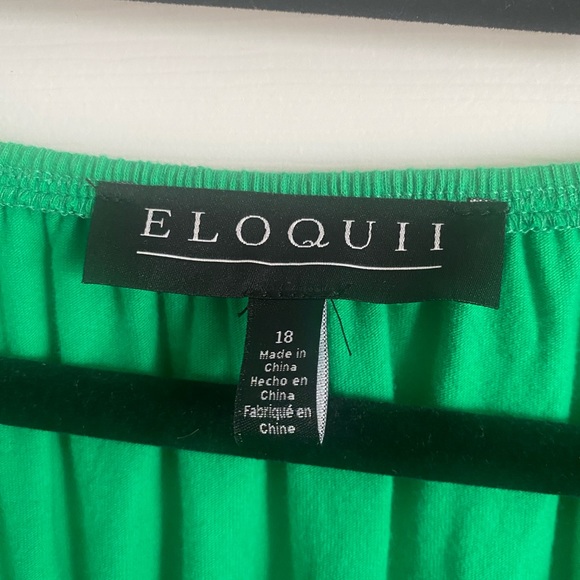 ELOQUII
18
Made in
China
Hecho en
China
Fabriqué en
Chine